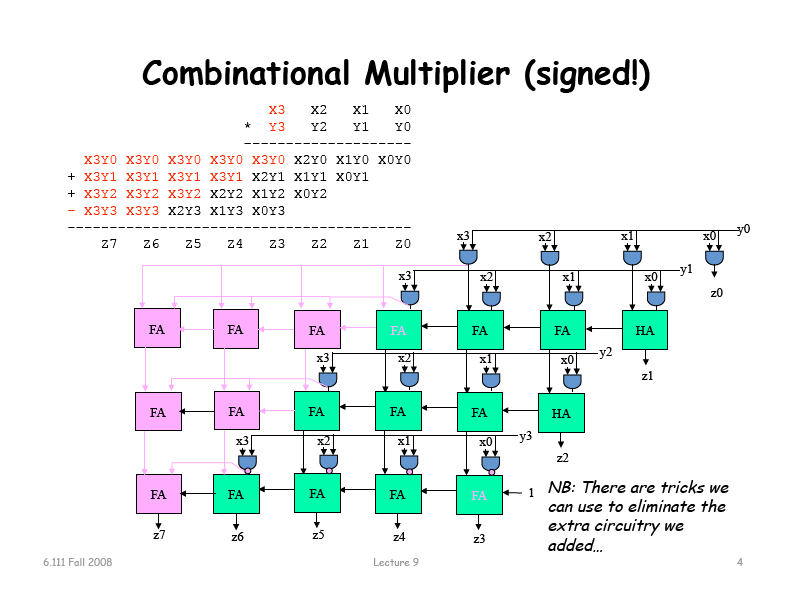 Combinational Multiplier (signed!)
X3 X2 X1 X0
* Y3 Y2 Y1 Y0
--------------------
X3Y0 X3Y0 X3Y0 X3Y0 X3Y0 X2Y0 X1Y0 X0Y0
+ X3Y1 X3Y1 X3Y1 X3Y1 X2Y1 X1Y1 X0Y1
+ X3Y2 X3Y2 X3Y2 X2Y2 X1Y2 X0Y2
- X3Y3 X3Y3 X2Y3 X1Y3 X0Y3
-----------------------------------------
Z7 Z6 Z5 Z4 Z3 Z2 Z1 Z0
x3 x2 x1 x0 y0
x3 x2 x1 x0 y1
z0
FA FA FA FA FA FA HA
x3 x2 x1 x0 y2
z1
FA FA FA FA FA HA
x3 x2 x1 x0 y3
z2
FA FA FA FA FA 1
z7 z6 z5 z4 z3
NB: There are tricks we
can use to eliminate the
extra circuitry we
added…
6.111 Fall 2008 Lecture 9 4